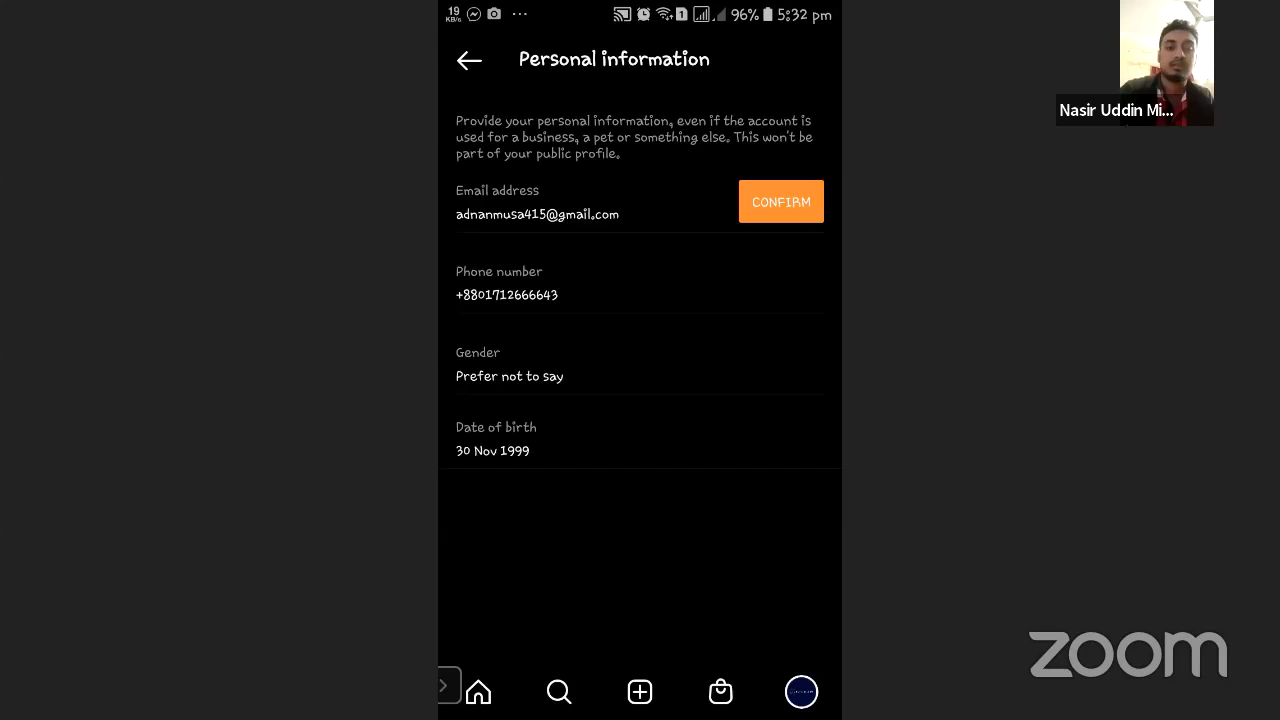 19
KB/s
1
96%
5:32 pm
Personal information
Provide your personal information, even if the account is
used for a business, a pet or something else. This won't be
part of your public profile.
Email address
adnanmusa415@gmail.com
CONFIRM
Phone number
+8801712666643
Gender
Prefer not to say
Date of birth
30 Nov 1999
Nasir Uddin Mi...
zoom